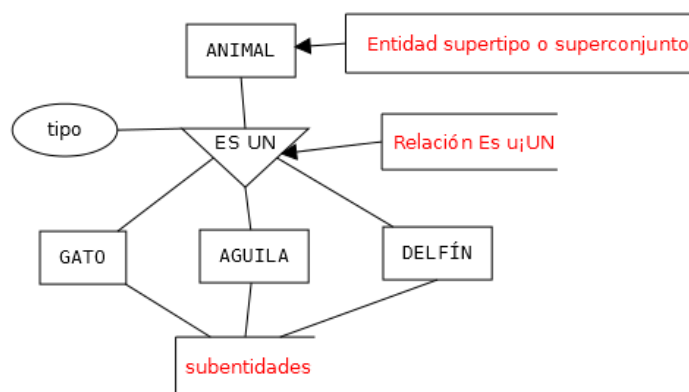 Entidad supertipo o superconjunto
ANIMAL
tipo
ES UN
Relación Es u¡UN
GATO
AGUILA
DELFÍN
subentidades